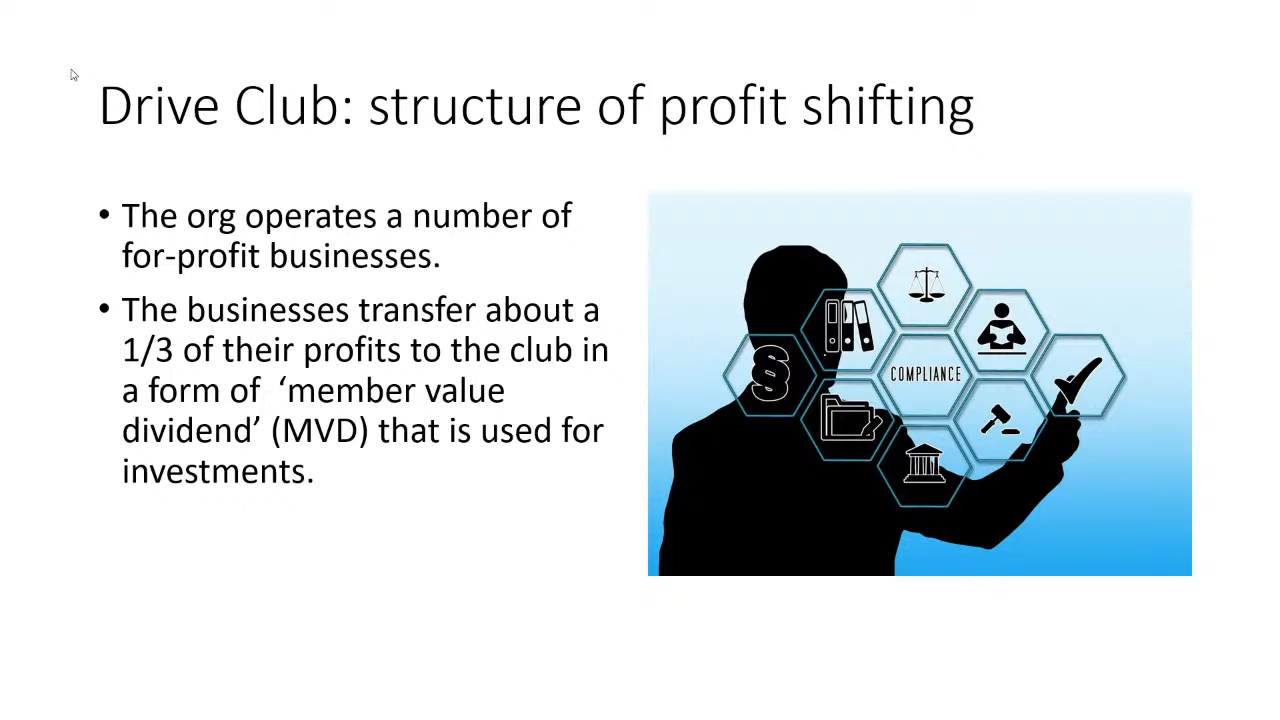 Drive Club: structure of profit shifting
• The org operates a number of
for-profit businesses.
• The businesses transfer about a
1/3 of their profits to the club in
a form of  ‘member value
dividend’ (MVD) that is used for
investments.
§
COMPLIANCE